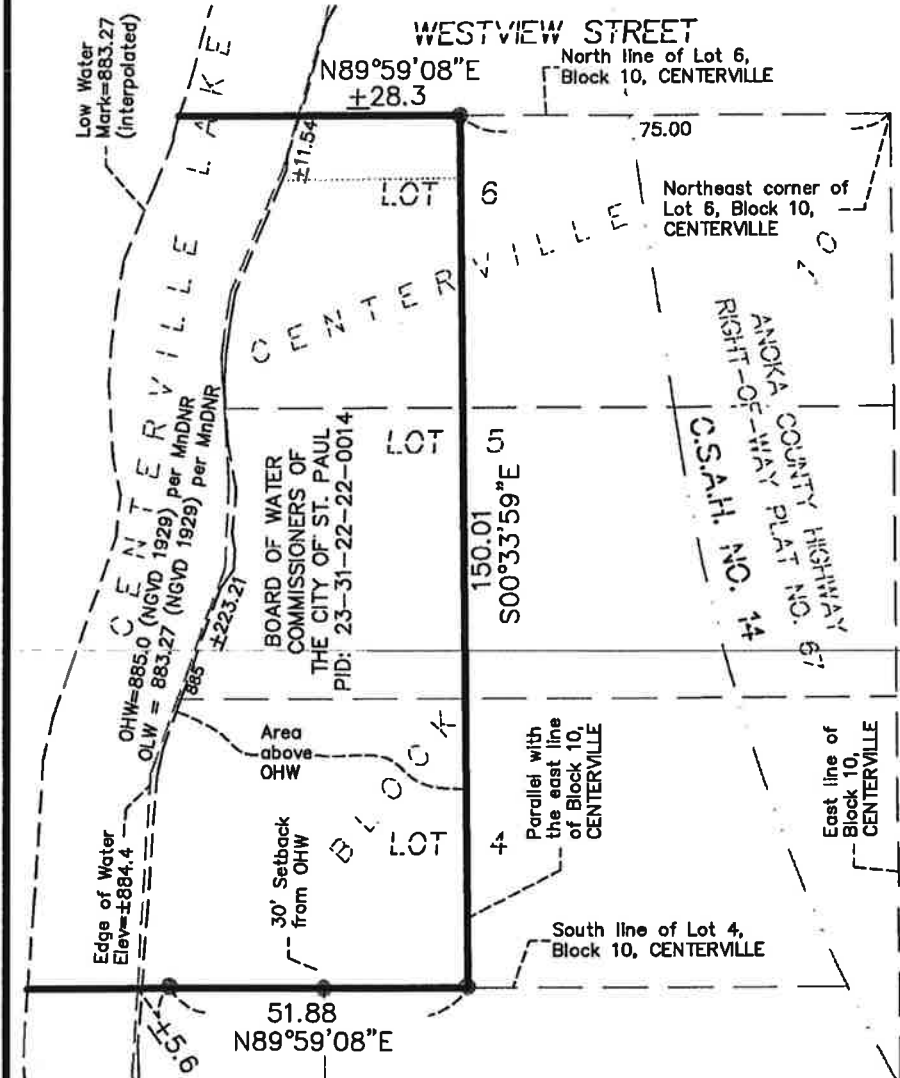 WESTVIEW STREET
Low Water
Mark=883.27
(interpolated)
N89°59'08"E
±28.3
North line of Lot 6,
Block 10, CENTERVILLE
75.00
±11.54
LOT 6
Northeast corner of
Lot 6, Block 10,
CENTERVILLE
CENTERVILLE LAKE
CENTERVILLE
10
ANOKA COUNTY HIGHWAY
RIGHT-OF-WAY PLAT NO. 67
C.S.A.H. NO. 14
LOT 5
150.01
S00°33'59"E
BOARD OF WATER
COMMISSIONERS OF
THE CITY OF ST. PAUL
PID: 23-31-22-22-0014
OHW=885.0 (NGVD 1929) per MnDNR
OLW = 883.27 (NGVD 1929) per MnDNR
±223.21
885
Area
above
OHW
BLOCK
LOT 4
Parallel with
the east line
of Block 10,
CENTERVILLE
East line of
Block 10,
CENTERVILLE
Edge of Water
Elev=±884.4
30' Setback
from OHW
South line of Lot 4,
Block 10, CENTERVILLE
51.88
N89°59'08"E
±5.6